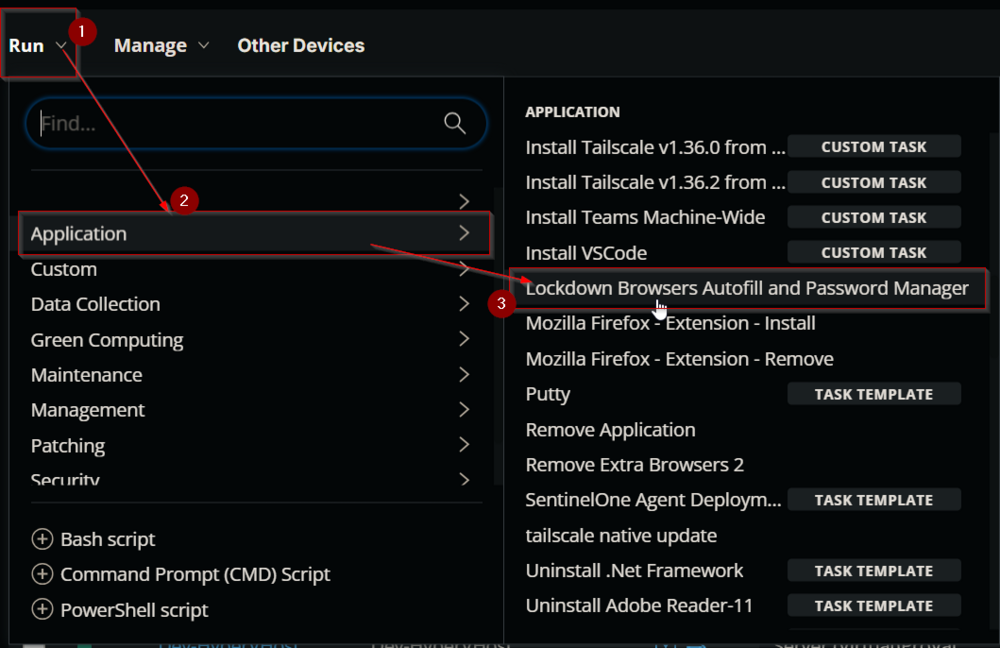 Run
1
Manage
Other Devices
Find...
2
Application
Custom
Data Collection
Green Computing
Maintenance
Management
Patching
Security
Bash script
Command Prompt (CMD) Script
PowerShell script
APPLICATION
Install Tailscale v1.36.0 from ... CUSTOM TASK
Install Tailscale v1.36.2 from ... CUSTOM TASK
Install Teams Machine-Wide CUSTOM TASK
Install VSCode CUSTOM TASK
3
Lockdown Browsers Autofill and Password Manager
Mozilla Firefox - Extension - Install
Mozilla Firefox - Extension - Remove
Putty TASK TEMPLATE
Remove Application
Remove Extra Browsers 2
SentinelOne Agent Deploym... TASK TEMPLATE
tailscale native update
Uninstall .Net Framework TASK TEMPLATE
Uninstall Adobe Reader-11 TASK TEMPLATE